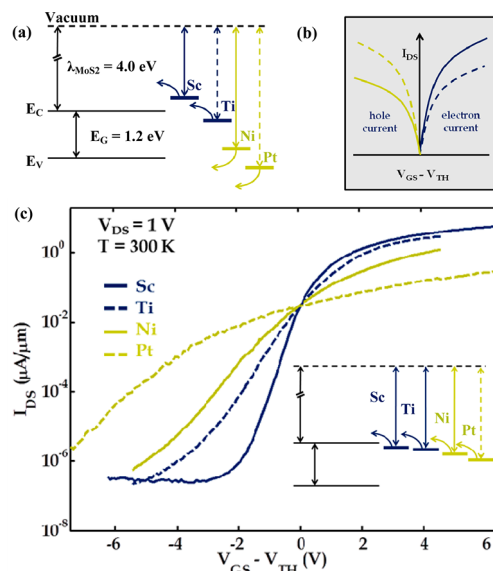 (a)
Vacuum
λMoS2 = 4.0 eV
Sc
Ti
EC
EG = 1.2 eV
EV
Ni
Pt
(b)
IDS
hole current
electron current
VGS - VTH
(c)
VDS = 1 V
T = 300 K
Sc
Ti
Ni
Pt
10^0
10^-2
10^-4
10^-6
10^-8
IDS (μA/μm)
Sc
Ti
Ni
Pt
-6 -4 -2 0 2 4 6
VGS - VTH (V)